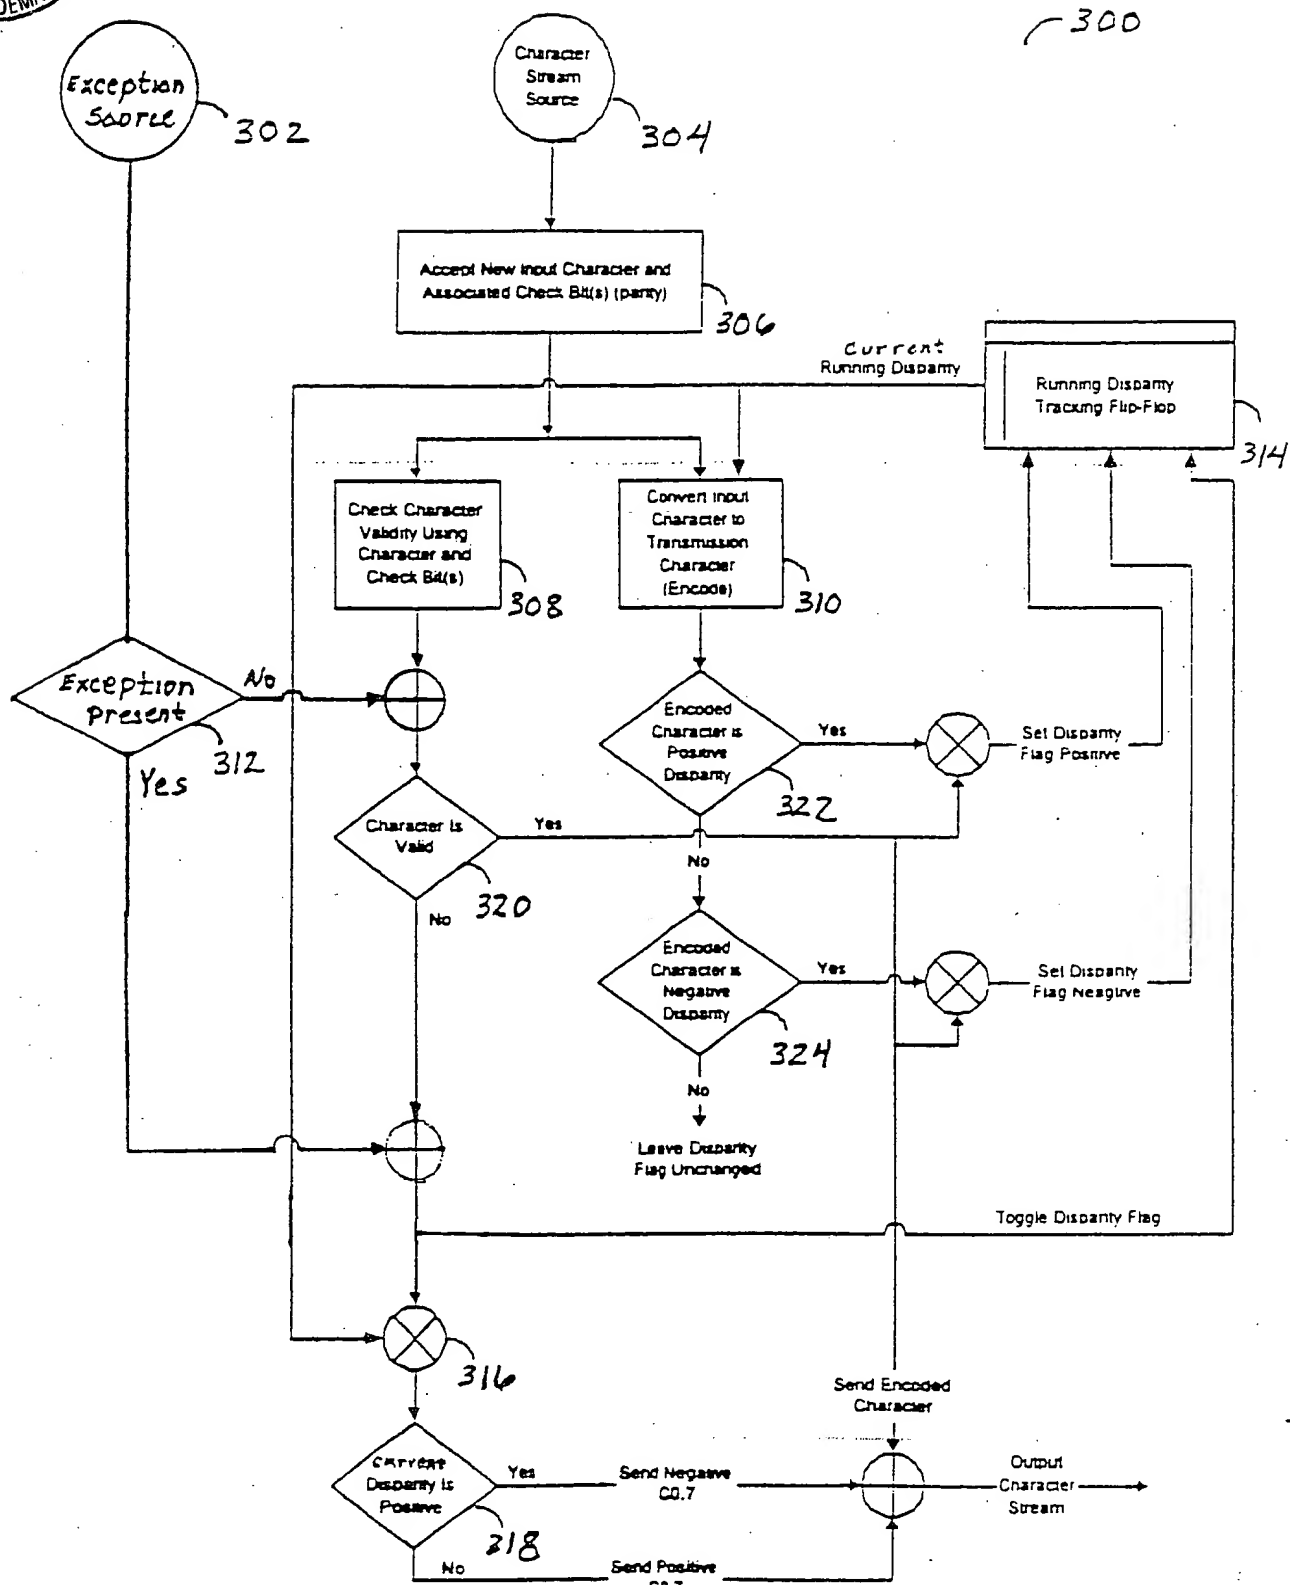 300
Exception
Source
302
Character
Stream
Source
304
Accept New Input Character and
Associated Check Bit(s) (parity)
306
Current
Running Disparity
Running Disparity
Tracking Flip-Flop
314
Check Character
Validity Using
Character and
Check Bit(s)
308
Convert Input
Character to
Transmission
Character
(Encode)
310
Exception
Present
312
No
Yes
Encoded
Character is
Positive
Disparity
322
Yes
Set Disparity
Flag Positive
Character is
Valid
320
Yes
No
No
Encoded
Character is
Negative
Disparity
324
Yes
Set Disparity
Flag Neagtive
No
Leave Disparity
Flag Unchanged
Toggle Disparity Flag
316
Send Encoded
Character
Current
Disparity is
Positive
318
Yes
Send Negative
C0.7
Output
Character
Stream
No
Send Positive